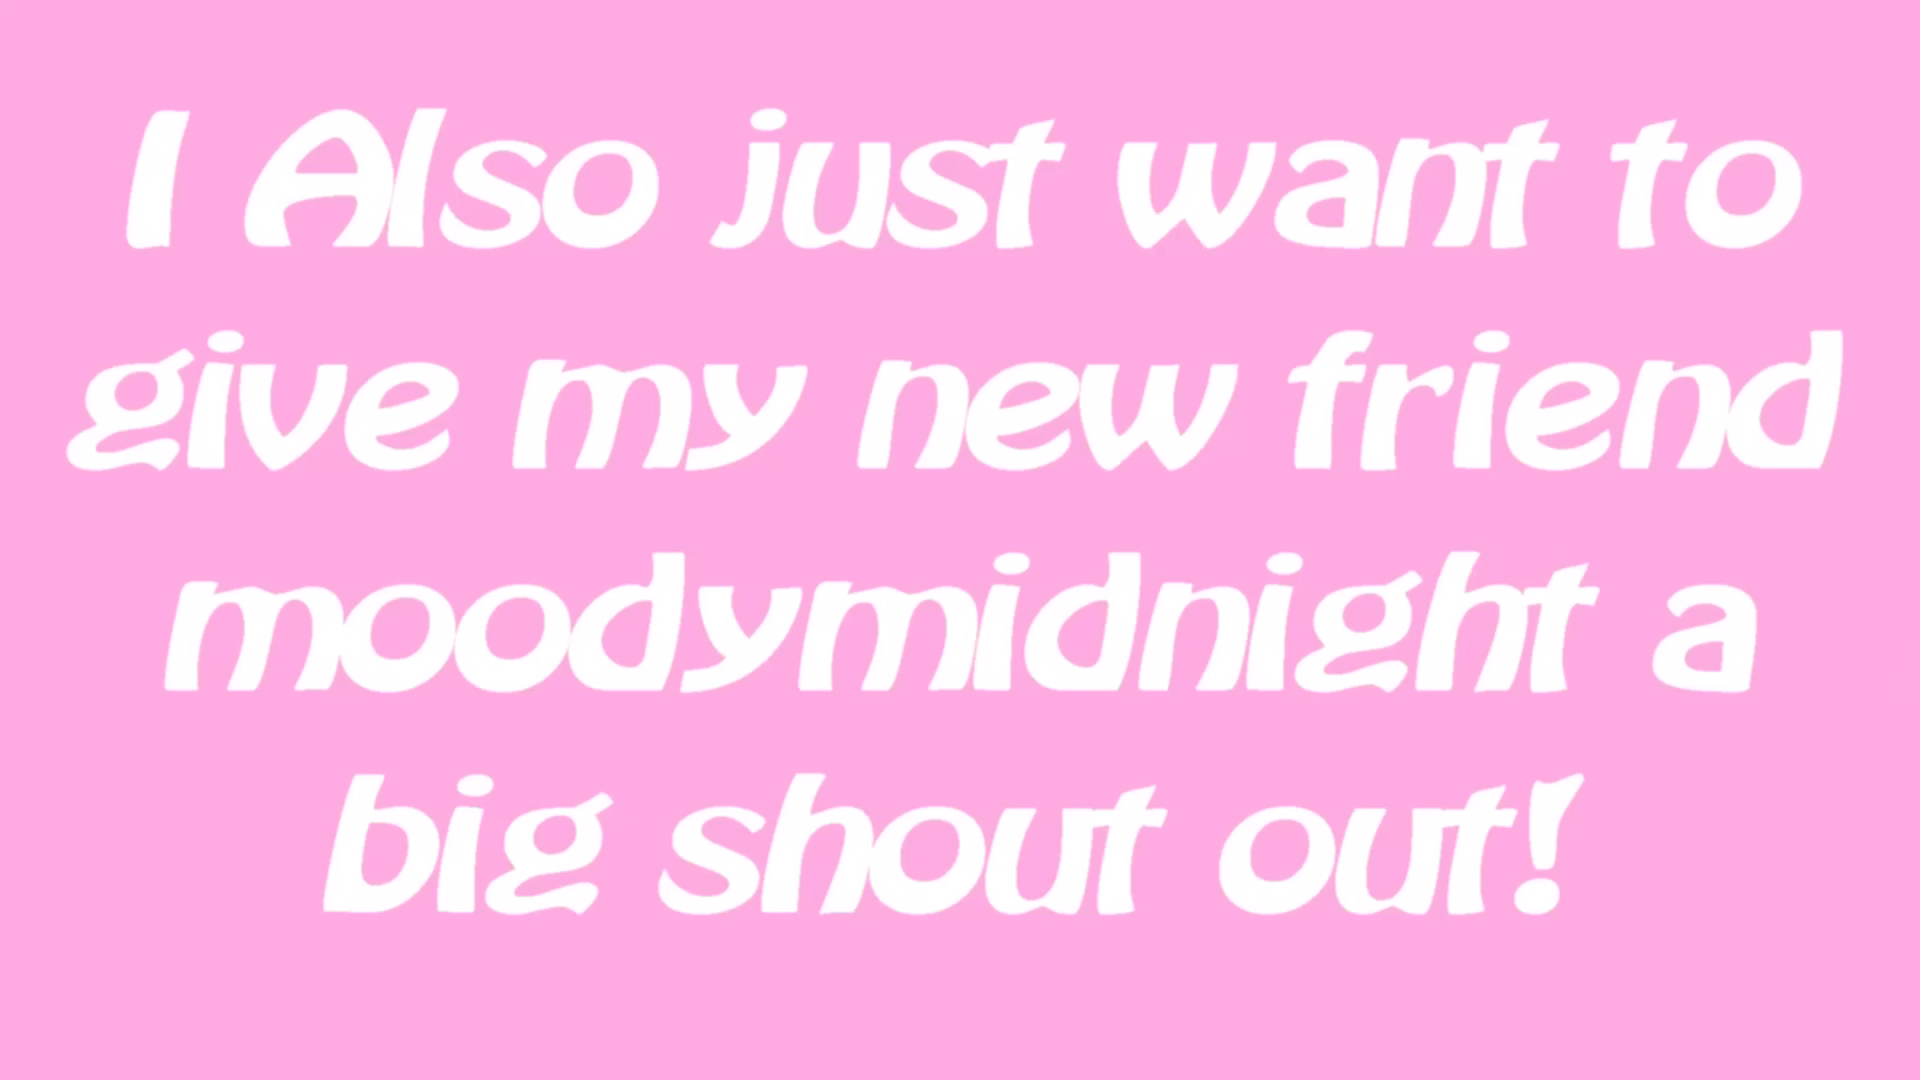 I Also just want to
give my new friend
moodymidnight a
big shout out!